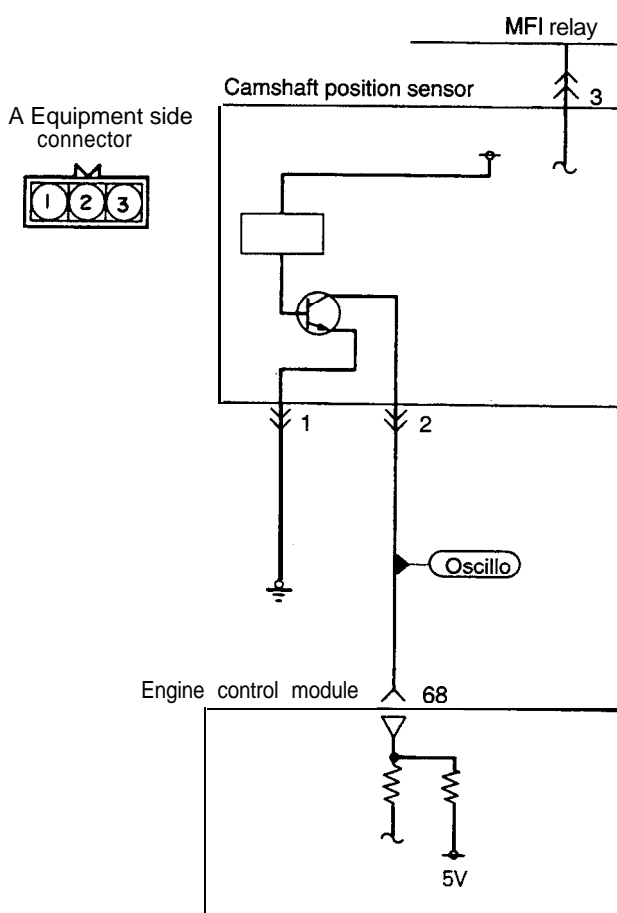 MFI relay
3
Camshaft position sensor
A Equipment side
connector
1 2 3
1
2
Oscillo
Engine control module
68
5V